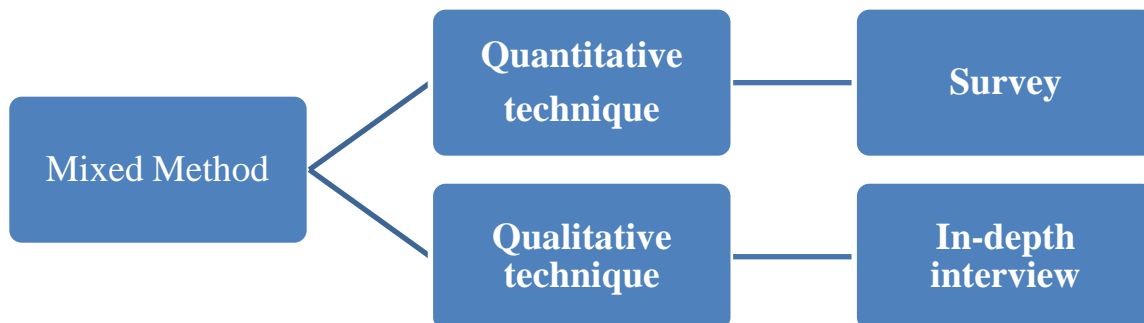 Quantitative
technique
Survey
Mixed Method
Qualitative
technique
In-depth
interview